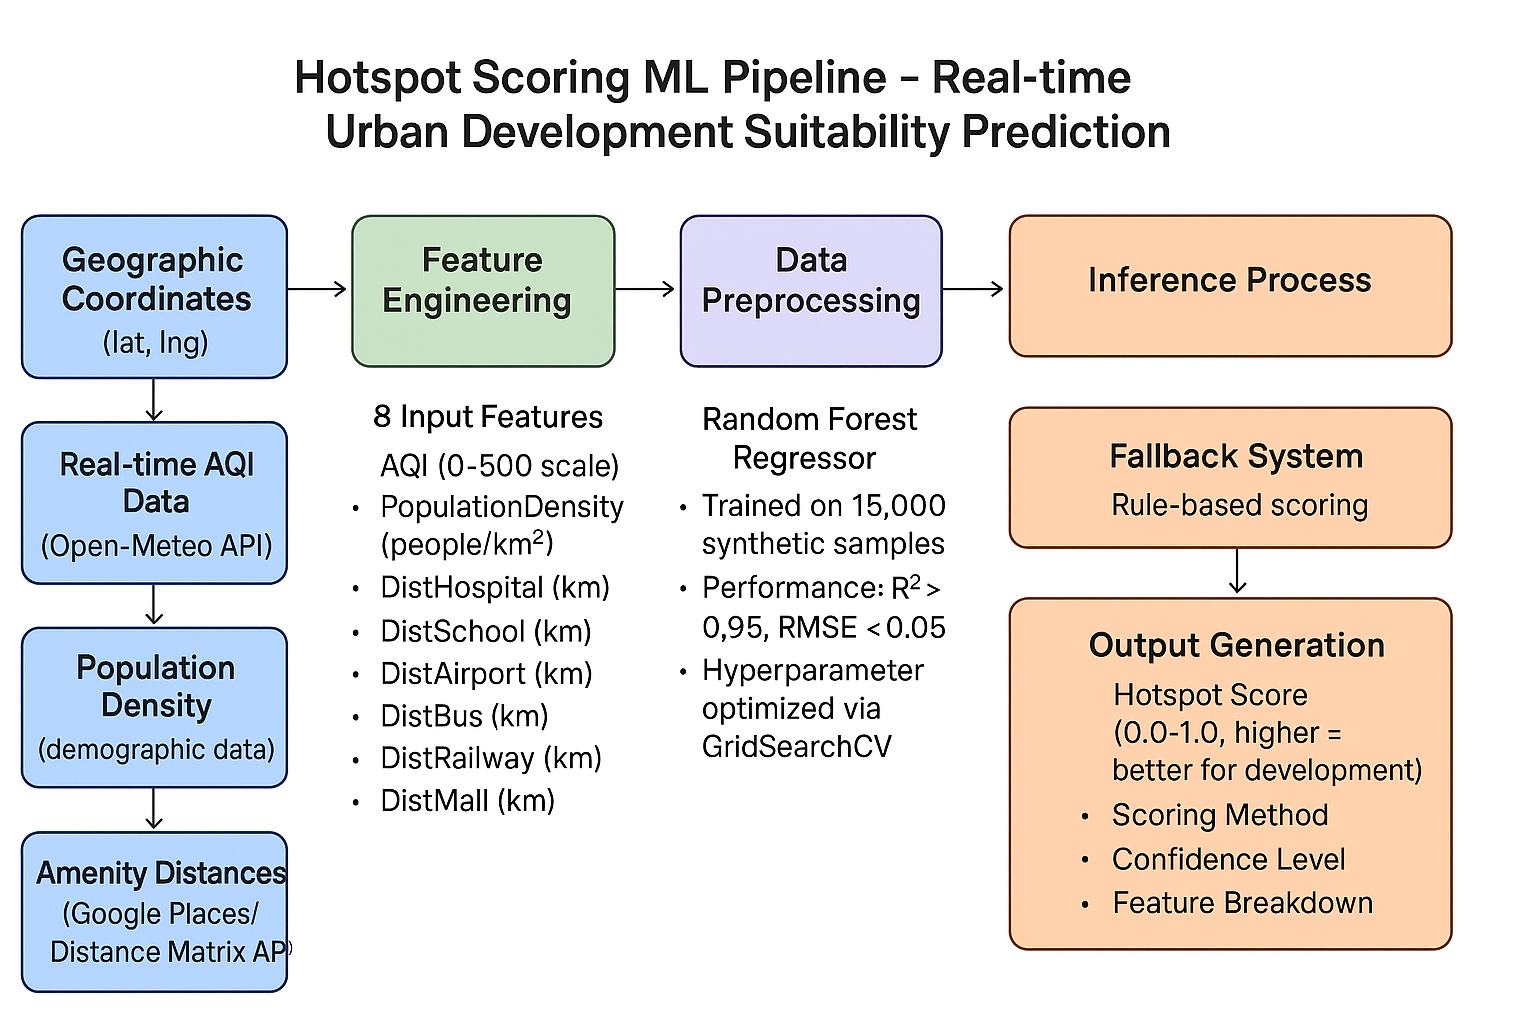 Hotspot Scoring ML Pipeline – Real-time
Urban Development Suitability Prediction
Geographic
Coordinates
(lat, lng)
Real-time AQI
Data
(Open-Meteo API)
Population
Density
(demographic data)
Amenity Distances
(Google Places/
Distance Matrix AP)
Feature
Engineering
8 Input Features
AQI (0-500 scale)
• PopulationDensity
(people/km²)
• DistHospital (km)
• DistSchool (km)
• DistAirport (km)
• DistBus (km)
• DistRailway (km)
• DistMall (km)
Data
Preprocessing
Random Forest
Regressor
• Trained on 15,000
synthetic samples
• Performance: R² >
0,95, RMSE < 0.05
• Hyperparameter
optimized via
GridSearchCV
Inference Process
Fallback System
Rule-based scoring
Output Generation
Hotspot Score
(0.0-1.0, higher =
better for development)
• Scoring Method
• Confidence Level
• Feature Breakdown